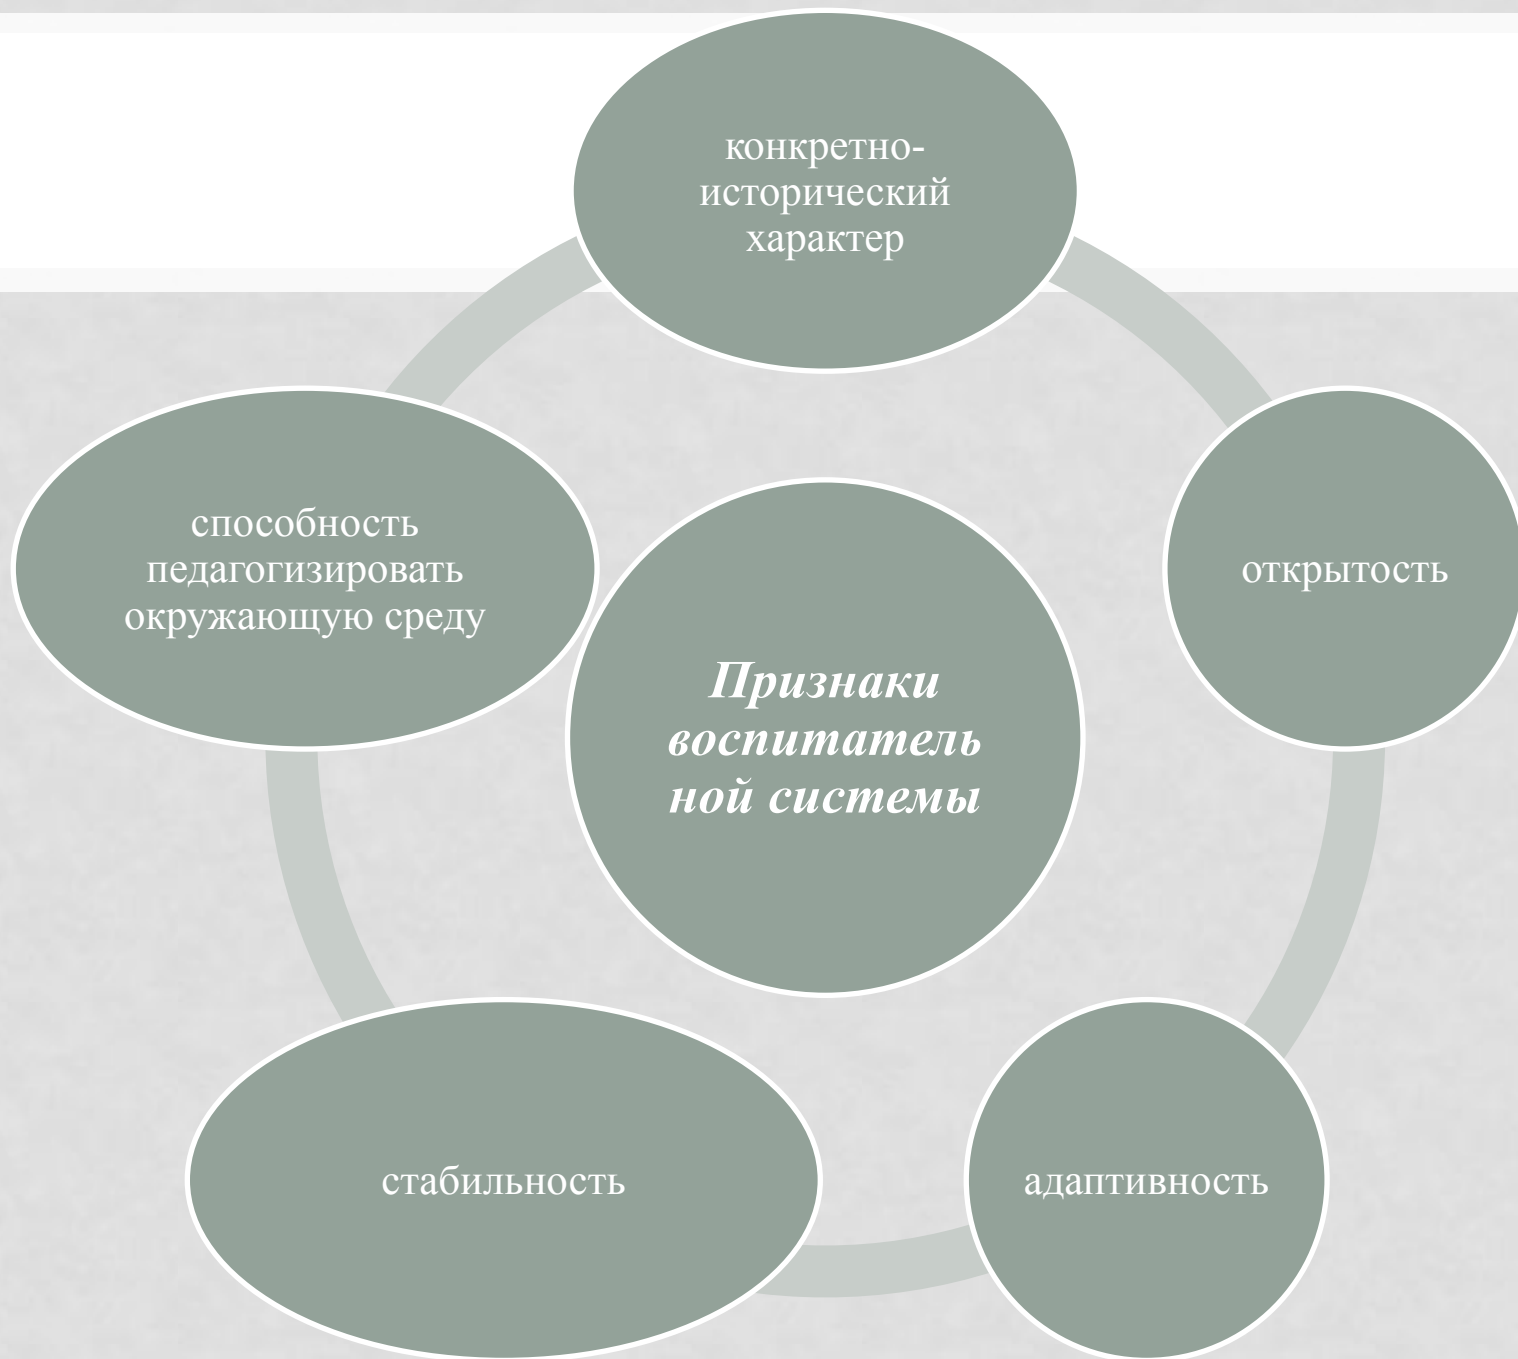 конкретно-
исторический
характер
открытость
адаптивность
стабильность
способность
педагогизировать
окружающую среду
Признаки
воспитатель
ной системы